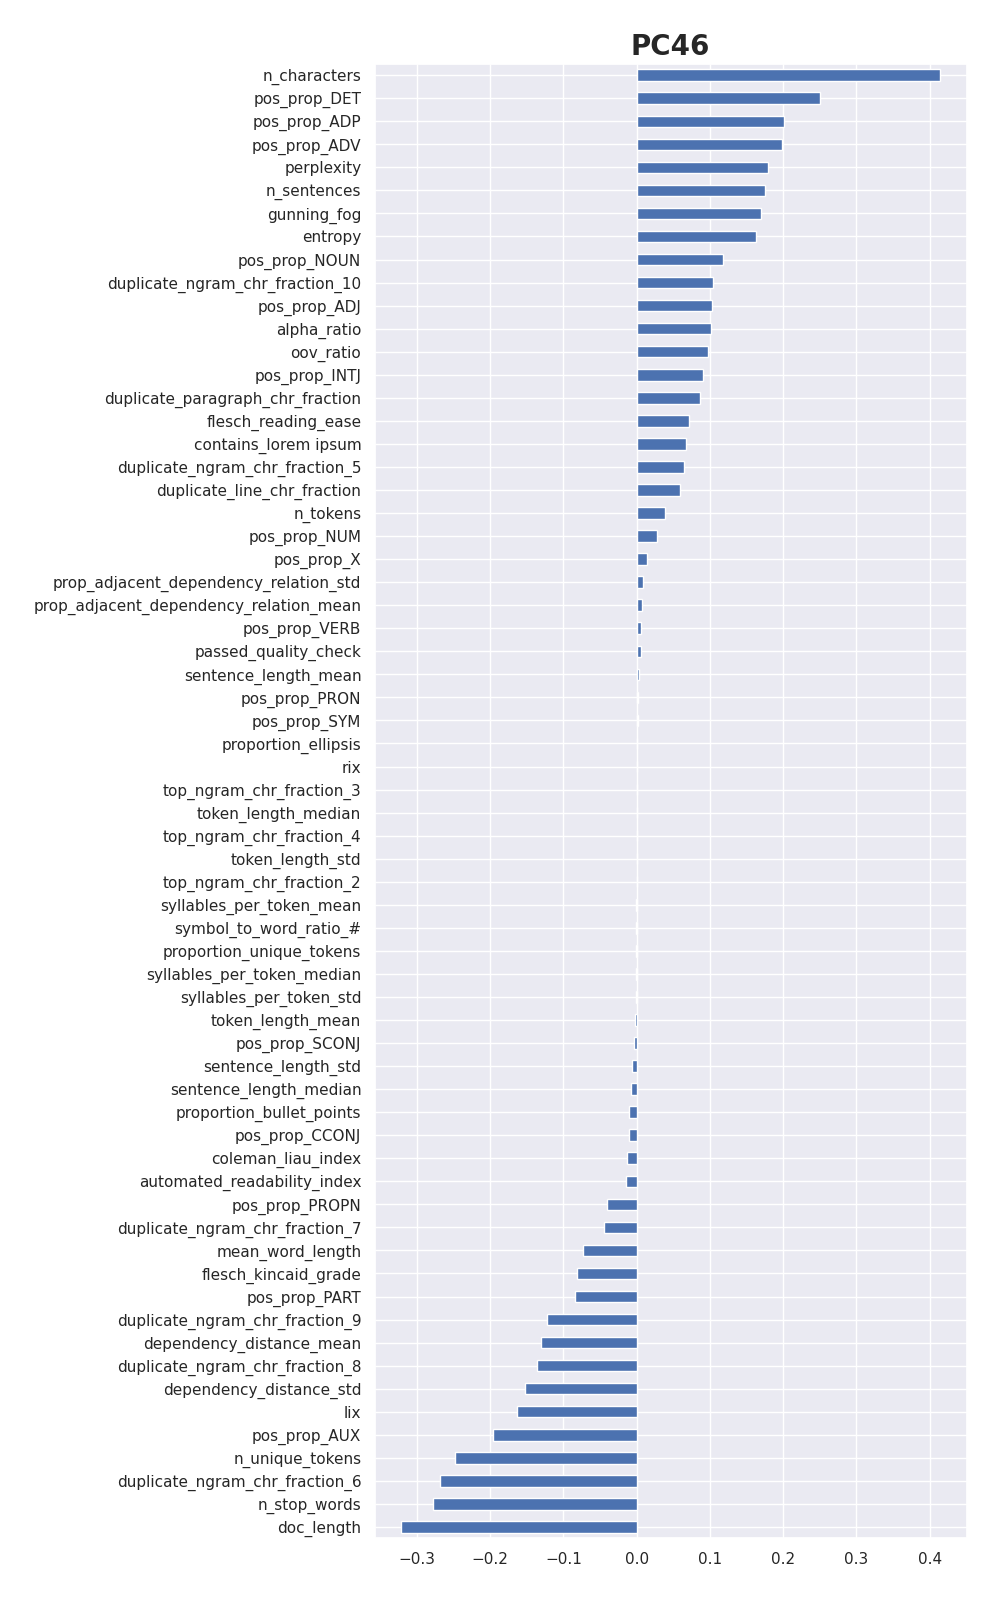 PC46
n_characters
pos_prop_DET
pos_prop_ADP
pos_prop_ADV
perplexity
n_sentences
gunning_fog
entropy
pos_prop_NOUN
duplicate_ngram_chr_fraction_10
pos_prop_ADJ
alpha_ratio
oov_ratio
pos_prop_INTJ
duplicate_paragraph_chr_fraction
flesch_reading_ease
contains_lorem ipsum
duplicate_ngram_chr_fraction_5
duplicate_line_chr_fraction
n_tokens
pos_prop_NUM
pos_prop_X
prop_adjacent_dependency_relation_std
prop_adjacent_dependency_relation_mean
pos_prop_VERB
passed_quality_check
sentence_length_mean
pos_prop_PRON
pos_prop_SYM
proportion_ellipsis
rix
top_ngram_chr_fraction_3
token_length_median
top_ngram_chr_fraction_4
token_length_std
top_ngram_chr_fraction_2
syllables_per_token_mean
symbol_to_word_ratio_#
proportion_unique_tokens
syllables_per_token_median
syllables_per_token_std
token_length_mean
pos_prop_SCONJ
sentence_length_std
sentence_length_median
proportion_bullet_points
pos_prop_CCONJ
coleman_liau_index
automated_readability_index
pos_prop_PROPN
duplicate_ngram_chr_fraction_7
mean_word_length
flesch_kincaid_grade
pos_prop_PART
duplicate_ngram_chr_fraction_9
dependency_distance_mean
duplicate_ngram_chr_fraction_8
dependency_distance_std
lix
pos_prop_AUX
n_unique_tokens
duplicate_ngram_chr_fraction_6
n_stop_words
doc_length
−0.3 −0.2 −0.1 0.0 0.1 0.2 0.3 0.4